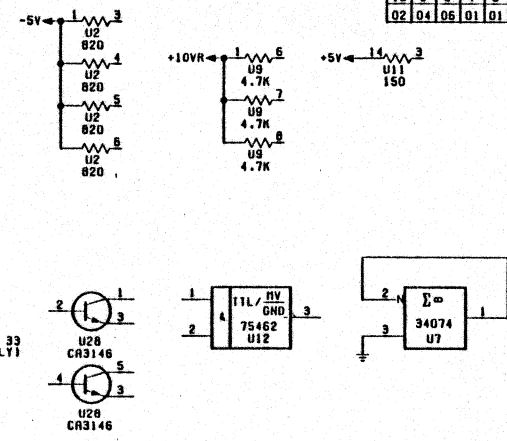 02 04 06 01 01
-5V 1 3
U2
820
4
U2
820
5
U2
820
6
U2
820
+10VR 1 6
U9
4.7K
7
U9
4.7K
8
U9
4.7K
+5V 14 3
U11
150
2 1
3
U28
CA3146
33
LY)
4 5
3
U28
CA3146
1
2
&
TTL/ MV
GND
3
75462
U12
2
3
Σ∞
34074
U7
1